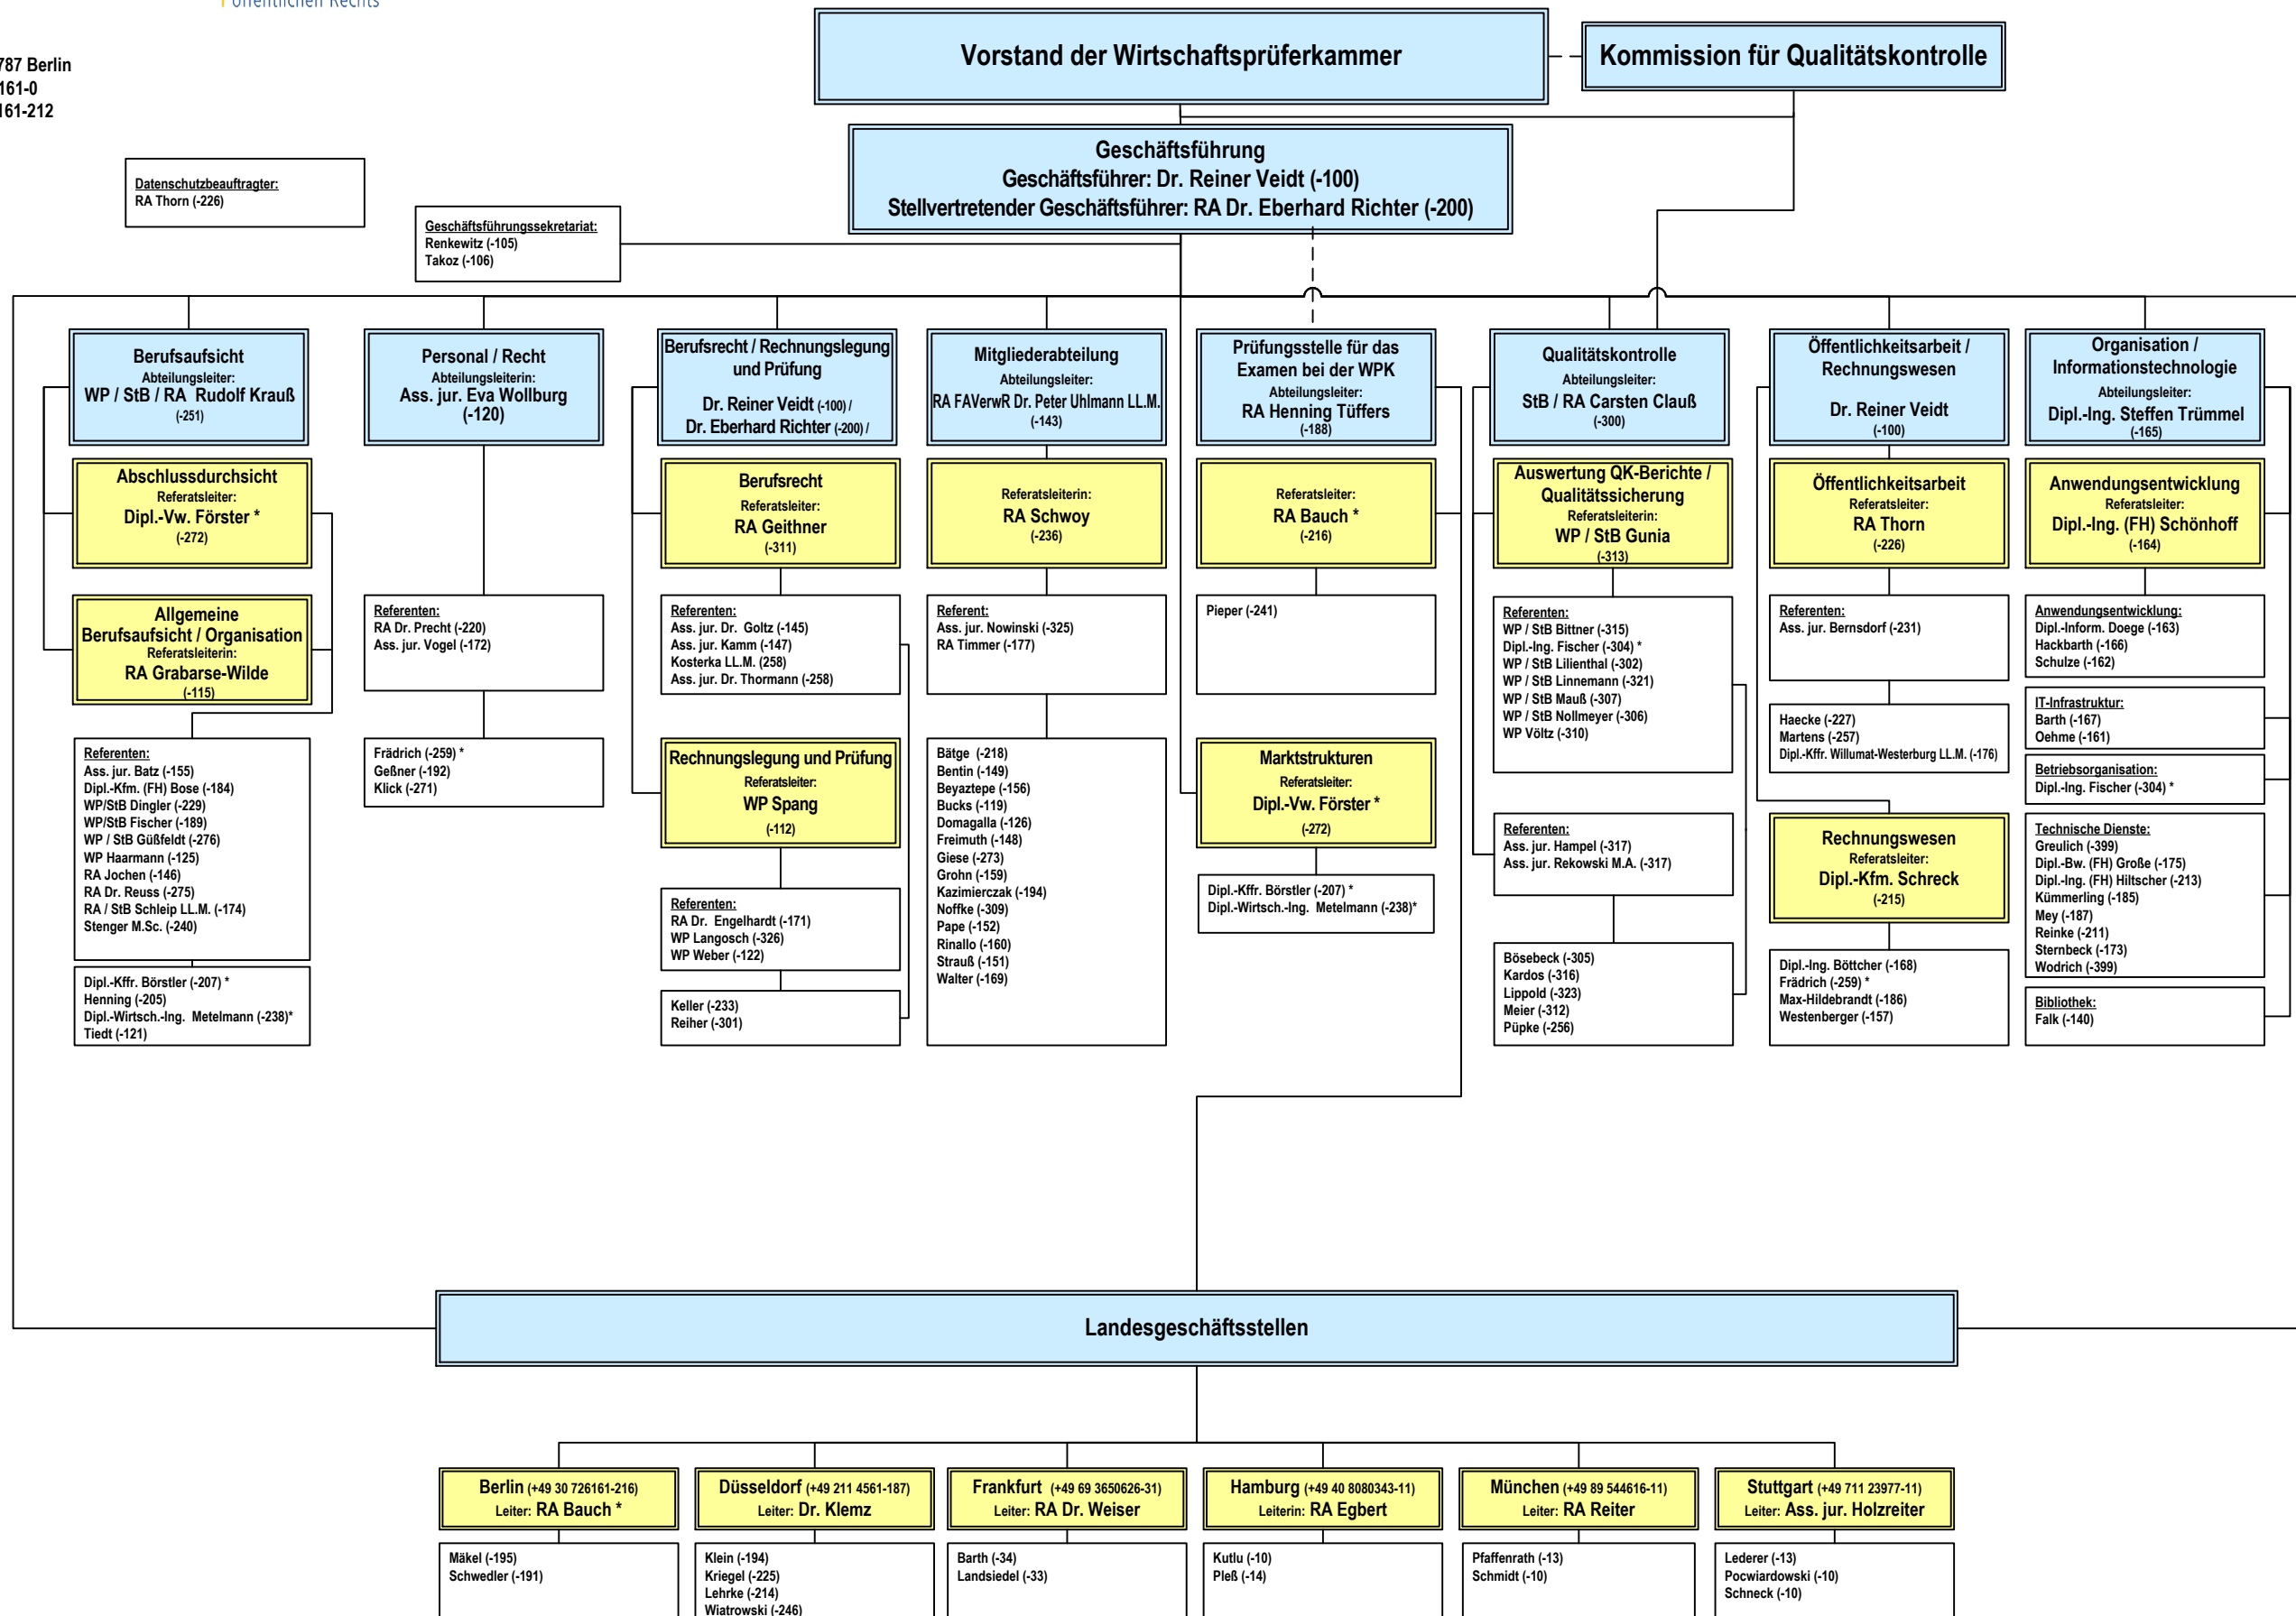 öffentlichen Rechts
787 Berlin
161-0
161-212
Vorstand der Wirtschaftsprüferkammer
Kommission für Qualitätskontrolle
Geschäftsführung
Geschäftsführer: Dr. Reiner Veidt (-100)
Stellvertretender Geschäftsführer: RA Dr. Eberhard Richter (-200)
Datenschutzbeauftragter:
RA Thorn (-226)
Geschäftsführungssekretariat:
Renkewitz (-105)
Takoz (-106)
Berufsaufsicht
Abteilungsleiter:
WP / StB / RA Rudolf Krauß
(-251)
Abschlussdurchsicht
Referatsleiter:
Dipl.-Vw. Förster *
(-272)
Allgemeine
Berufsaufsicht / Organisation
Referatsleiterin:
RA Grabarse-Wilde
(-115)
Referenten:
Ass. jur. Batz (-155)
Dipl.-Kfm. (FH) Bose (-184)
WP/StB Dingler (-229)
WP/StB Fischer (-189)
WP / StB Güßfeldt (-276)
WP Haarmann (-125)
RA Jochen (-146)
RA Dr. Reuss (-275)
RA / StB Schleip LL.M. (-174)
Stenger M.Sc. (-240)
Dipl.-Kffr. Börstler (-207) *
Henning (-205)
Dipl.-Wirtsch.-Ing. Metelmann (-238)*
Tiedt (-121)
Personal / Recht
Abteilungsleiterin:
Ass. jur. Eva Wollburg
(-120)
Referenten:
RA Dr. Precht (-220)
Ass. jur. Vogel (-172)
Frädrich (-259) *
Geßner (-192)
Klick (-271)
Berufsrecht / Rechnungslegung
und Prüfung
Dr. Reiner Veidt (-100) /
Dr. Eberhard Richter (-200) /
Berufsrecht
Referatsleiter:
RA Geithner
(-311)
Referenten:
Ass. jur. Dr. Goltz (-145)
Ass. jur. Kamm (-147)
Kosterka LL.M. (258)
Ass. jur. Dr. Thormann (-258)
Rechnungslegung und Prüfung
Referatsleiter:
WP Spang
(-112)
Referenten:
RA Dr. Engelhardt (-171)
WP Langosch (-326)
WP Weber (-122)
Keller (-233)
Reiher (-301)
Mitgliederabteilung
Abteilungsleiter:
RA FAVerwR Dr. Peter Uhlmann LL.M.
(-143)
Referatsleiterin:
RA Schwoy
(-236)
Referent:
Ass. jur. Nowinski (-325)
RA Timmer (-177)
Bätge (-218)
Bentin (-149)
Beyaztepe (-156)
Bucks (-119)
Domagalla (-126)
Freimuth (-148)
Giese (-273)
Grohn (-159)
Kazimierczak (-194)
Noffke (-309)
Pape (-152)
Rinallo (-160)
Strauß (-151)
Walter (-169)
Prüfungsstelle für das
Examen bei der WPK
Abteilungsleiter:
RA Henning Tüffers
(-188)
Referatsleiter:
RA Bauch *
(-216)
Pieper (-241)
Marktstrukturen
Referatsleiter:
Dipl.-Vw. Förster *
(-272)
Dipl.-Kffr. Börstler (-207) *
Dipl.-Wirtsch.-Ing. Metelmann (-238)*
Qualitätskontrolle
Abteilungsleiter:
StB / RA Carsten Clauß
(-300)
Auswertung QK-Berichte /
Qualitätssicherung
Referatsleiterin:
WP / StB Gunia
(-313)
Referenten:
WP / StB Bittner (-315)
Dipl.-Ing. Fischer (-304) *
WP / StB Lilienthal (-302)
WP / StB Linnemann (-321)
WP / StB Mauß (-307)
WP / StB Nollmeyer (-306)
WP Völtz (-310)
Referenten:
Ass. jur. Hampel (-317)
Ass. jur. Rekowski M.A. (-317)
Bösebeck (-305)
Kardos (-316)
Lippold (-323)
Meier (-312)
Püpke (-256)
Öffentlichkeitsarbeit /
Rechnungswesen
Dr. Reiner Veidt
(-100)
Öffentlichkeitsarbeit
Referatsleiter:
RA Thorn
(-226)
Referenten:
Ass. jur. Bernsdorf (-231)
Haecke (-227)
Martens (-257)
Dipl.-Kffr. Willumat-Westerburg LL.M. (-176)
Rechnungswesen
Referatsleiter:
Dipl.-Kfm. Schreck
(-215)
Dipl.-Ing. Böttcher (-168)
Frädrich (-259) *
Max-Hildebrandt (-186)
Westenberger (-157)
Organisation /
Informationstechnologie
Abteilungsleiter:
Dipl.-Ing. Steffen Trümmel
(-165)
Anwendungsentwicklung
Referatsleiter:
Dipl.-Ing. (FH) Schönhoff
(-164)
Anwendungsentwicklung:
Dipl.-Inform. Doege (-163)
Hackbarth (-166)
Schulze (-162)
IT-Infrastruktur:
Barth (-167)
Oehme (-161)
Betriebsorganisation:
Dipl.-Ing. Fischer (-304) *
Technische Dienste:
Greulich (-399)
Dipl.-Bw. (FH) Große (-175)
Dipl.-Ing. (FH) Hiltscher (-213)
Kümmerling (-185)
Mey (-187)
Reinke (-211)
Sternbeck (-173)
Wodrich (-399)
Bibliothek:
Falk (-140)
Landesgeschäftsstellen
Berlin (+49 30 726161-216)
Leiter: RA Bauch *
Mäkel (-195)
Schwedler (-191)
Düsseldorf (+49 211 4561-187)
Leiter: Dr. Klemz
Klein (-194)
Kriegel (-225)
Lehrke (-214)
Wiatrowski (-246)
Frankfurt (+49 69 3650626-31)
Leiter: RA Dr. Weiser
Barth (-34)
Landsiedel (-33)
Hamburg (+49 40 8080343-11)
Leiterin: RA Egbert
Kutlu (-10)
Pleß (-14)
München (+49 89 544616-11)
Leiter: RA Reiter
Pfaffenrath (-13)
Schmidt (-10)
Stuttgart (+49 711 23977-11)
Leiter: Ass. jur. Holzreiter
Lederer (-13)
Pocwiardowski (-10)
Schneck (-10)